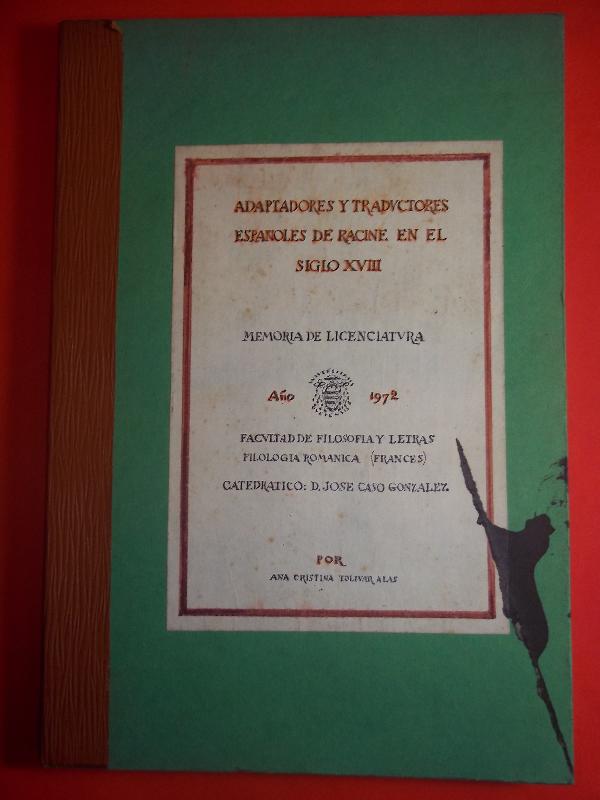 ADAPTADORES Y TRADVCTORES
ESPAÑOLES DE RACINE EN EL
SIGLO XVIII
MEMORIA DE LICENCIATVRA
Año 1972
FACVLTAD DE FILOSOFIA Y LETRAS
FILOLOGIA ROMANICA (FRANCES)
CATEDRATICO: D. JOSE CASO GONZALEZ
POR
ANA CRISTINA TOLIVAR ALAS